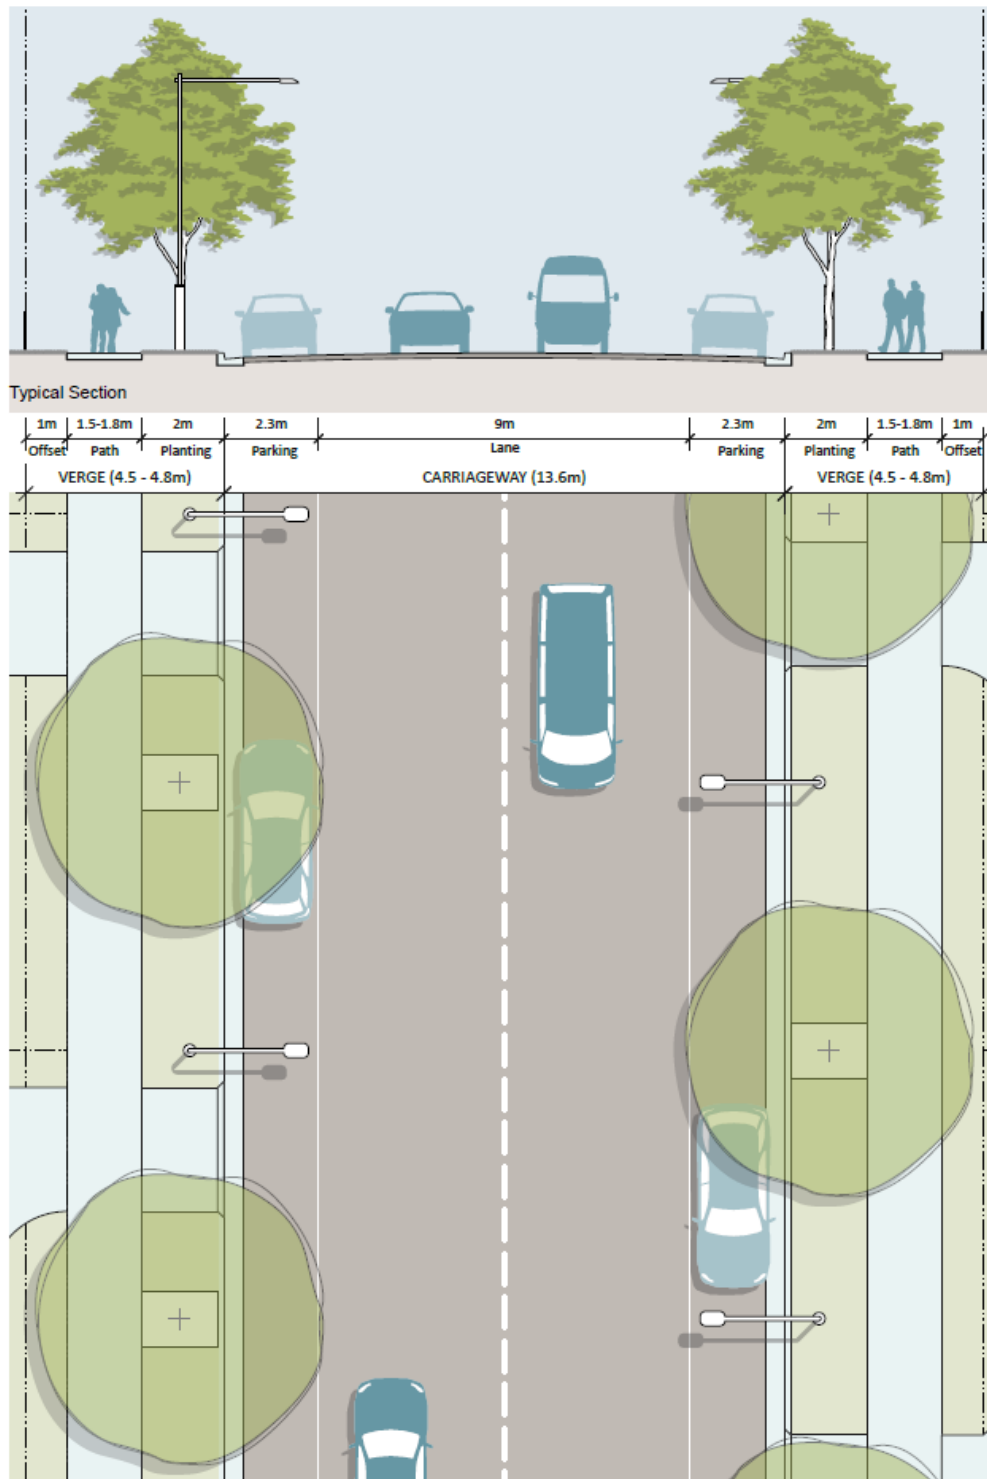 Typical Section
1m 1.5-1.8m 2m 2.3m 9m 2.3m 2m 1.5-1.8m 1m
Offset Path Planting Parking Lane Parking Planting Path Offset
VERGE (4.5 - 4.8m) CARRIAGEWAY (13.6m) VERGE (4.5 - 4.8m)